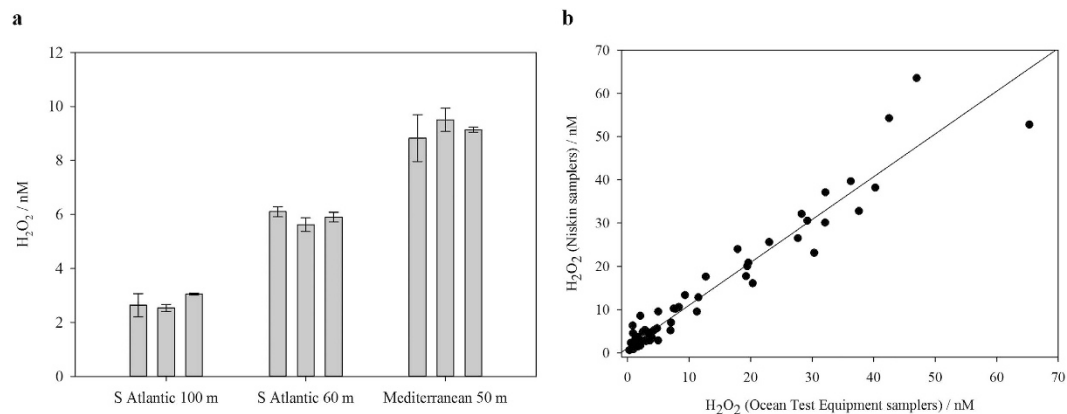 a
H₂O₂ / nM
12
10
8
6
4
2
0
S Atlantic 100 m S Atlantic 60 m Mediterranean 50 m
b
H₂O₂ (Niskin samplers) / nM
70
60
50
40
30
20
10
0
0 10 20 30 40 50 60 70
H₂O₂ (Ocean Test Equipment samplers) / nM